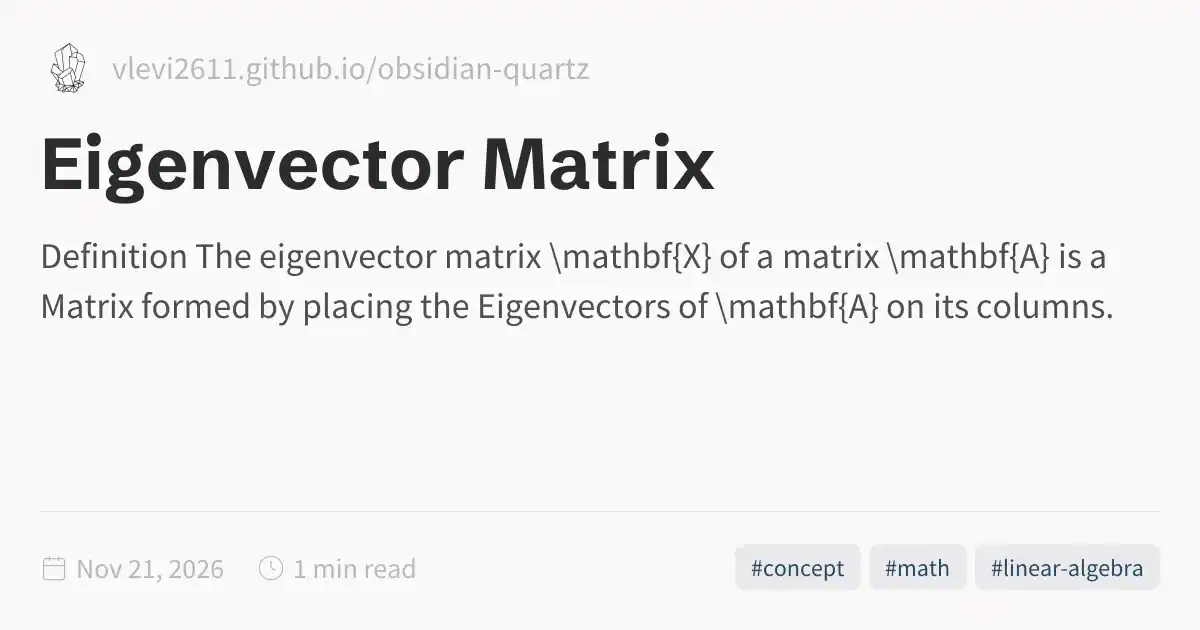 vlevi2611.github.io/obsidian-quartz
Eigenvector Matrix
Definition The eigenvector matrix \mathbf{X} of a matrix \mathbf{A} is a
Matrix formed by placing the Eigenvectors of \mathbf{A} on its columns.
Nov 21, 2026 1 min read #concept #math #linear-algebra